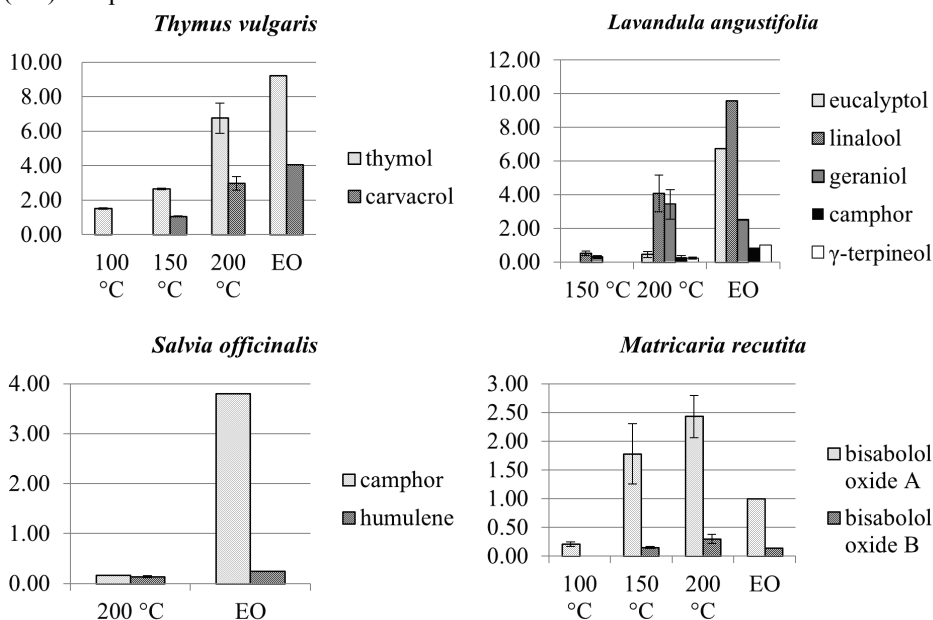 Thymus vulgaris
10.00
8.00
6.00
4.00
2.00
0.00
100 °C
150 °C
200 °C
EO
thymol
carvacrol
Lavandula angustifolia
12.00
10.00
8.00
6.00
4.00
2.00
0.00
150 °C
200 °C
EO
eucalyptol
linalool
geraniol
camphor
γ-terpineol
Salvia officinalis
4.00
3.00
2.00
1.00
0.00
200 °C
EO
camphor
humulene
Matricaria recutita
3.00
2.50
2.00
1.50
1.00
0.50
0.00
100 °C
150 °C
200 °C
EO
bisabolol
oxide A
bisabolol
oxide B